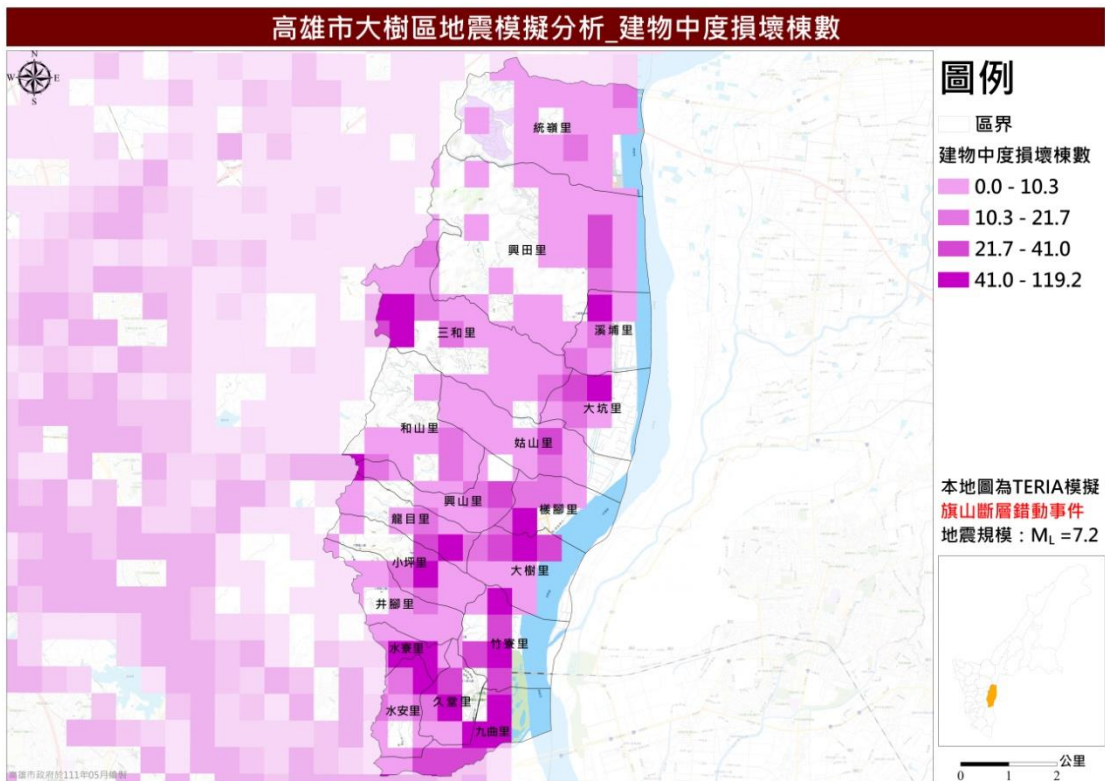 高雄市大樹區地震模擬分析_建物中度損壞棟數
N
W E
S
圖例
區界
建物中度損壞棟數
0.0 - 10.3
10.3 - 21.7
21.7 - 41.0
41.0 - 119.2
統嶺里
興田里
溪埔里
三和里
大坑里
和山里
姑山里
興山里
樣腳里
龍目里
小坪里
大樹里
井腳里
水寮里
竹寮里
水安里
久堂里
九曲里
本地圖為TERIA模擬
旗山斷層錯動事件
地震規模：ML =7.2
公里
0 1 2
高雄市政府於111年05月繪製